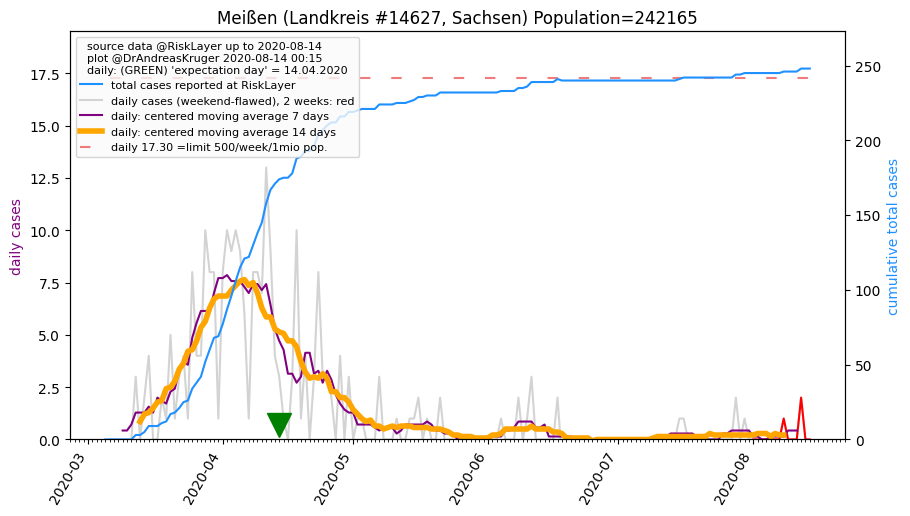 Meißen (Landkreis #14627, Sachsen) Population=242165
source data @RiskLayer up to 2020-08-14
plot @DrAndreasKruger 2020-08-14 00:15
daily: (GREEN) 'expectation day' = 14.04.2020
total cases reported at RiskLayer
daily cases (weekend-flawed), 2 weeks: red
daily: centered moving average 7 days
daily: centered moving average 14 days
daily 17.30 =limit 500/week/1mio pop.
daily cases
17.5
15.0
12.5
10.0
7.5
5.0
2.5
0.0
250
200
150
100
50
0
cumulative total cases
2020-03
2020-04
2020-05
2020-06
2020-07
2020-08